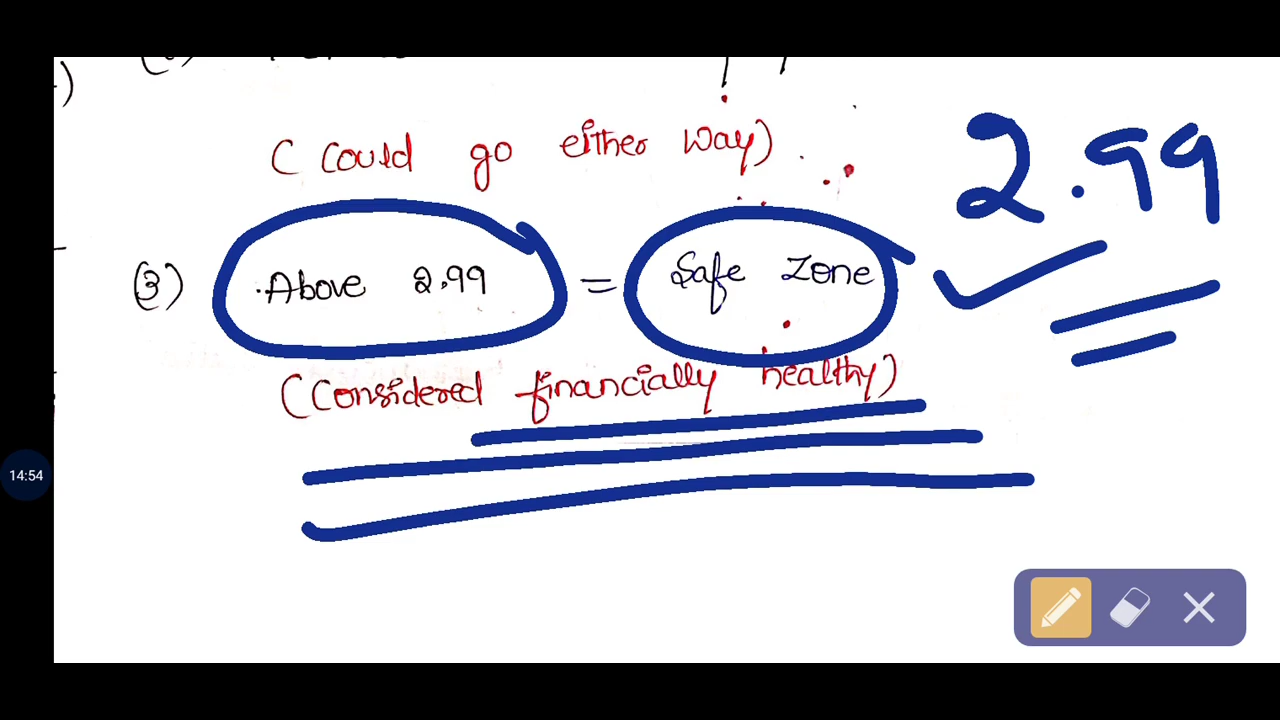 (Could go either way)
2.99
(3) Above 2.99 = Safe Zone
(Considered financially healthy)
14:54